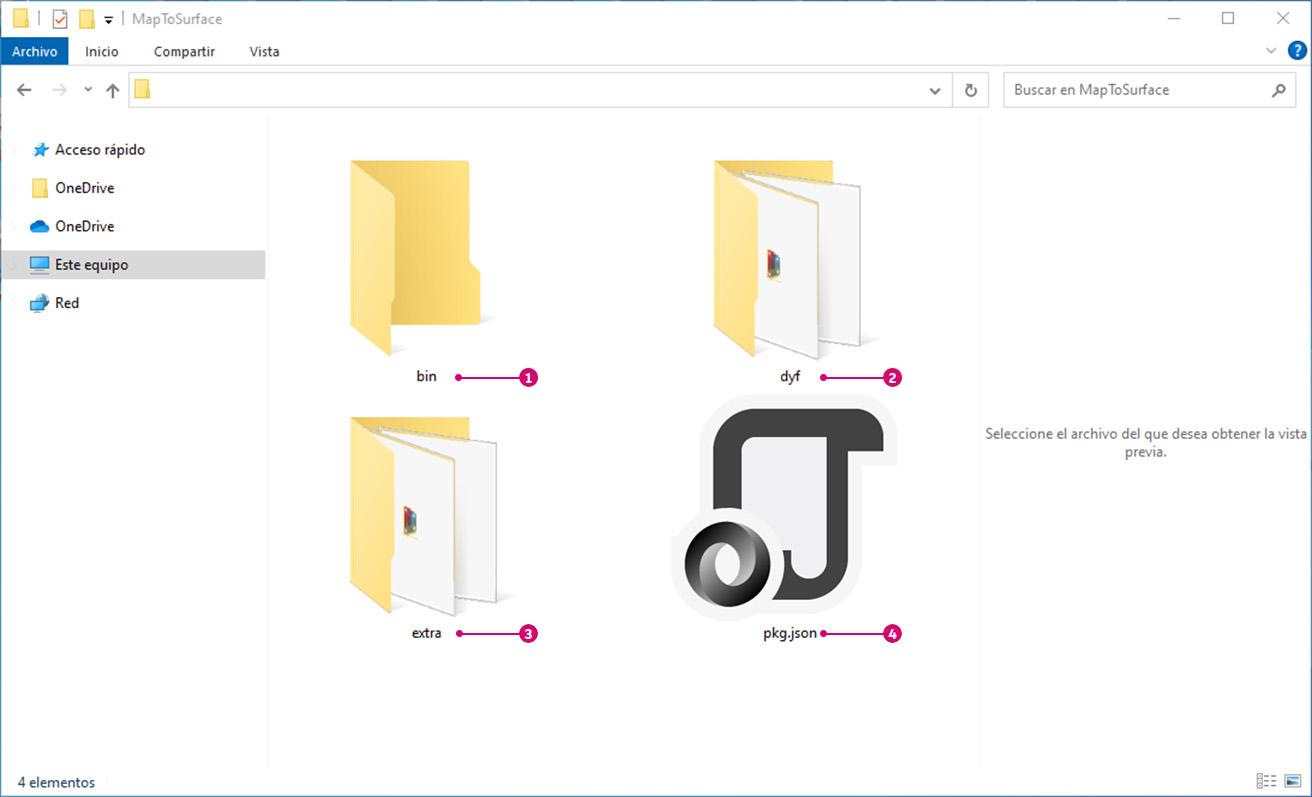 MapToSurface
Archivo Inicio Compartir Vista
?
Buscar en MapToSurface
Acceso rápido
OneDrive
OneDrive
Este equipo
Red
bin 1
dyf 2
extra 3
pkg.json 4
Seleccione el archivo del que desea obtener la vista
previa.
4 elementos